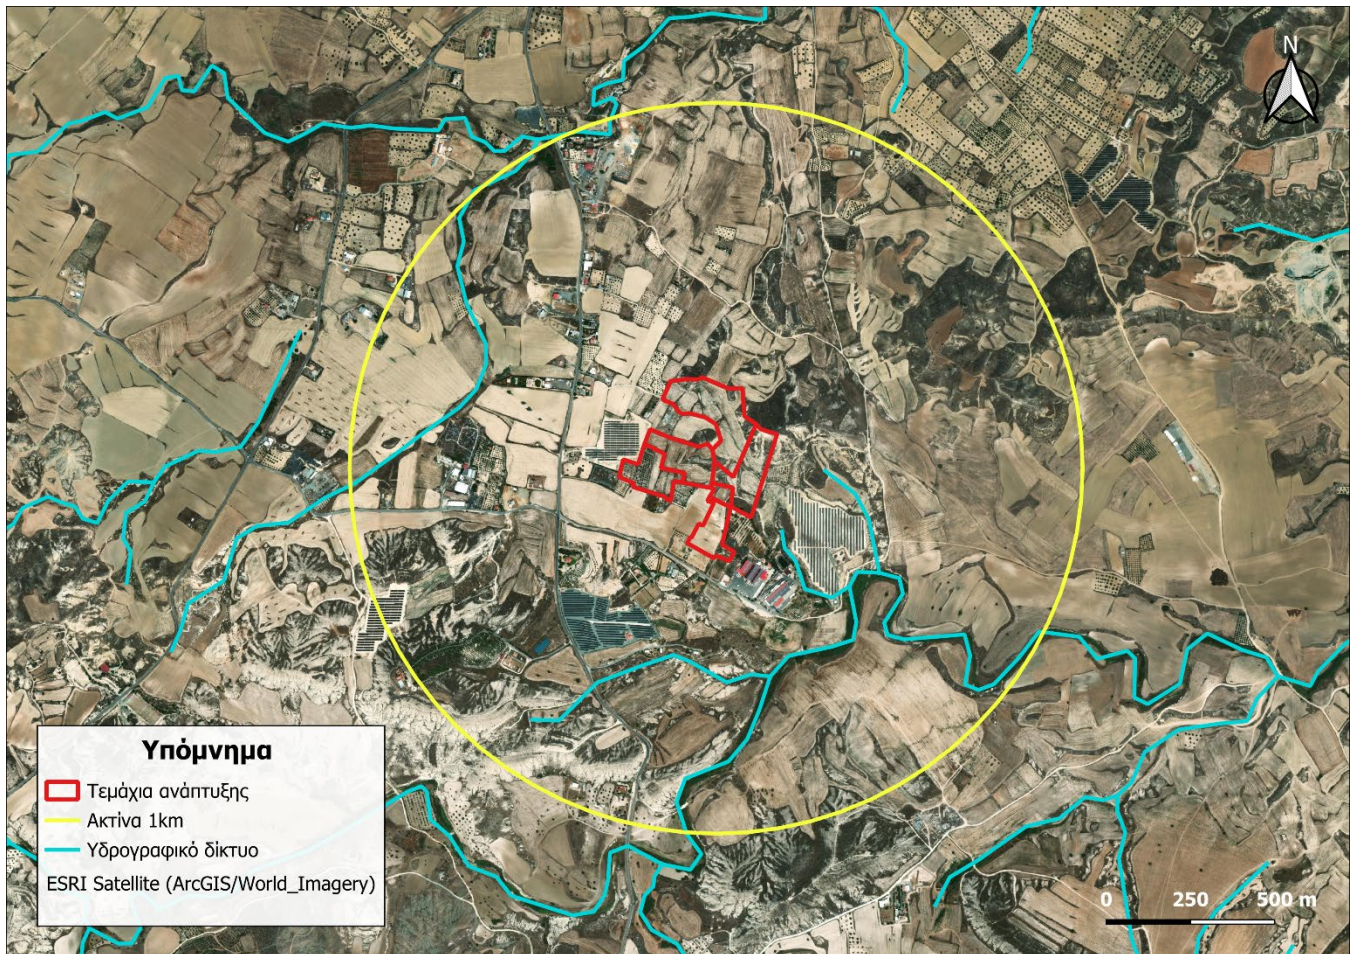 N
Υπόμνημα
Τεμάχια ανάπτυξης
Ακτίνα 1km
Υδρογραφικό δίκτυο
ESRI Satellite (ArcGIS/World_Imagery)
0 250 500 m